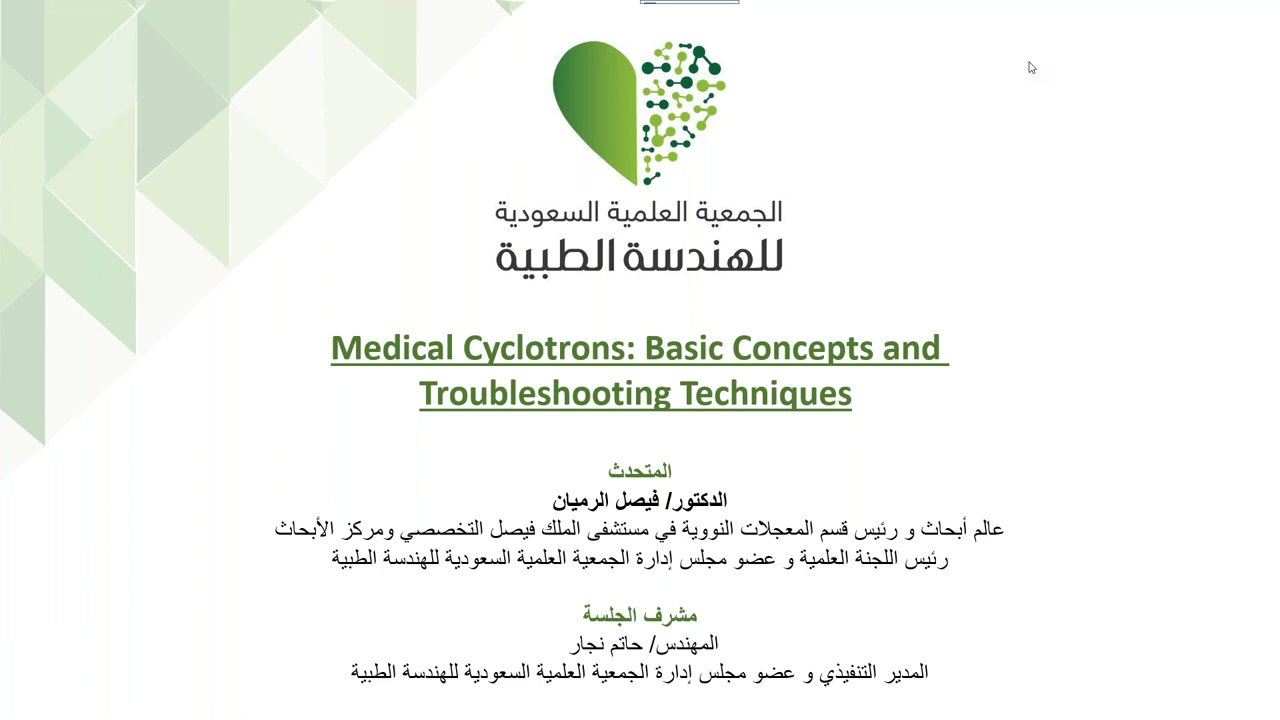 الجمعية العلمية السعودية
للهندسة الطبية
Medical Cyclotrons: Basic Concepts and
Troubleshooting Techniques
المتحدث
الدكتور/ فيصل الرميان
عالم أبحاث و رئيس قسم المعجلات النووية في مستشفى الملك فيصل التخصصي ومركز الأبحاث
رئيس اللجنة العلمية و عضو مجلس إدارة الجمعية العلمية السعودية للهندسة الطبية
مشرف الجلسة
المهندس/ حاتم نجار
المدير التنفيذي و عضو مجلس إدارة الجمعية العلمية السعودية للهندسة الطبية